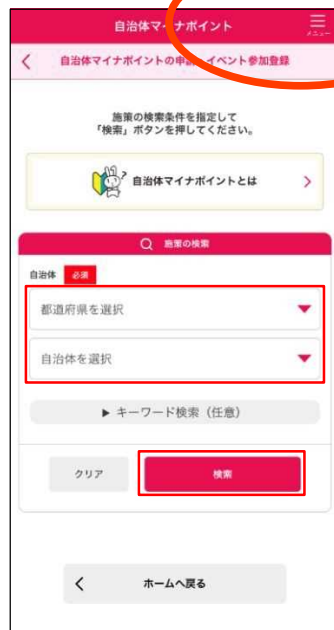 自治体マイナポイント
メニュー
自治体マイナポイントの申込・イベント参加登録
施策の検索条件を指定して
「検索」ボタンを押してください。
自治体マイナポイントとは
施策の検索
自治体 必須
都道府県を選択
自治体を選択
▶ キーワード検索（任意）
クリア 検索
ホームへ戻る